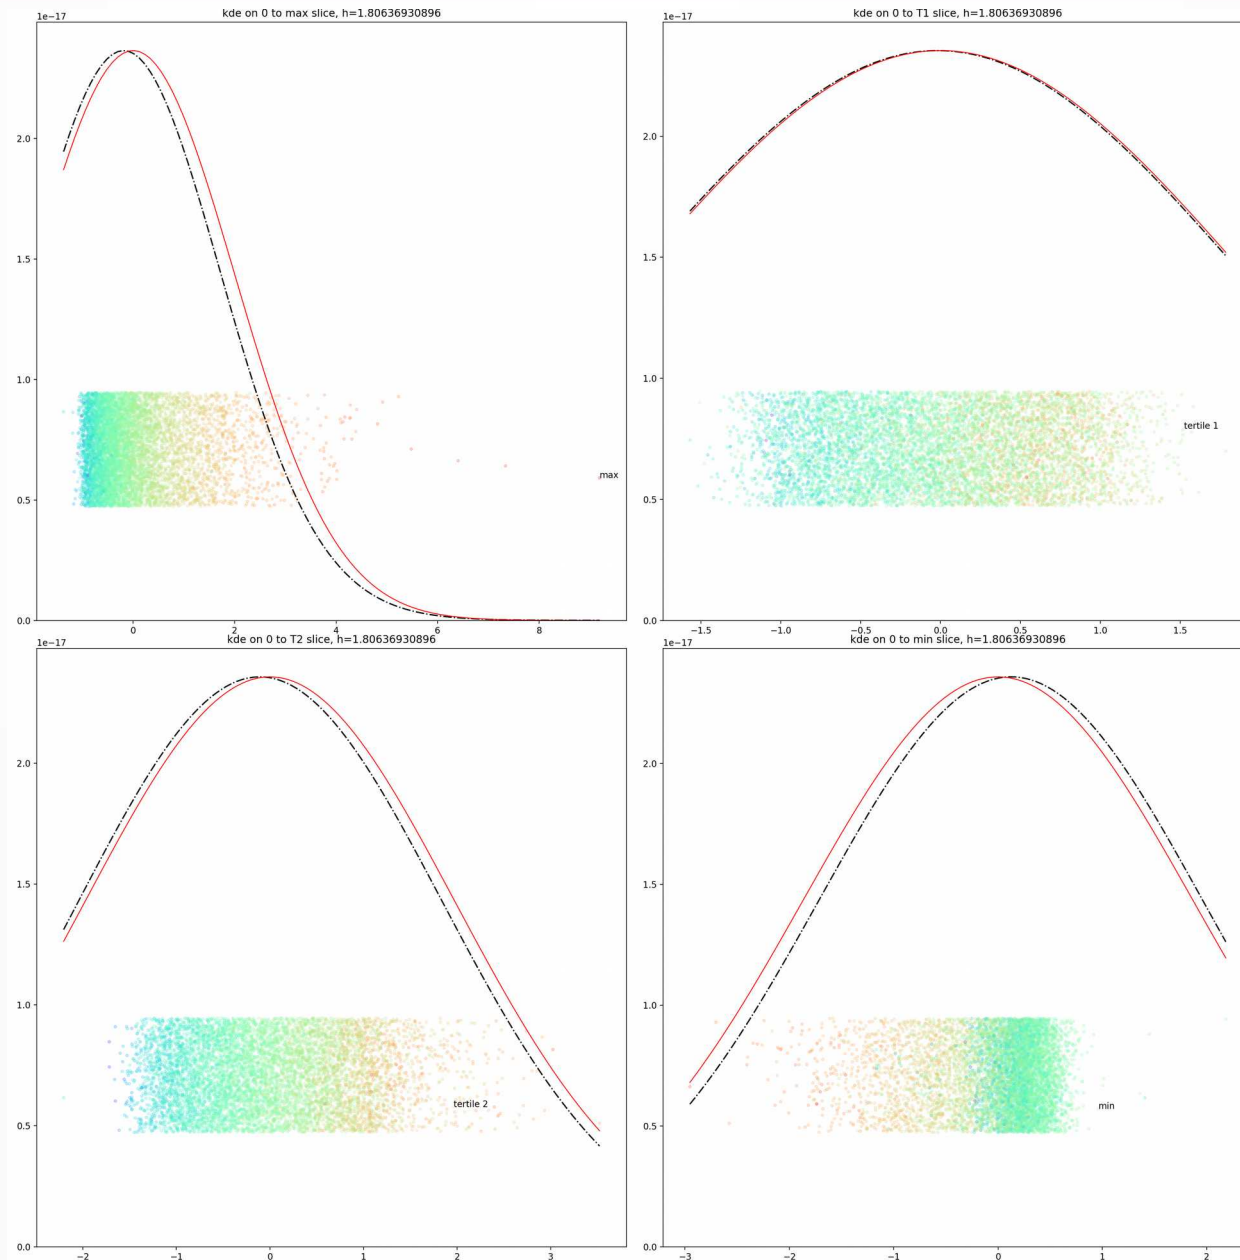 kde on 0 to max slice, h=1.80636930896
1e−17
2.0
1.5
1.0
0.5
0.0
max
0 2 4 6 8
kde on 0 to T1 slice, h=1.80636930896
1e−17
2.0
1.5
1.0
0.5
0.0
tertile 1
−1.5 −1.0 −0.5 0.0 0.5 1.0 1.5
kde on 0 to T2 slice, h=1.80636930896
1e−17
2.0
1.5
1.0
0.5
0.0
tertile 2
−2 −1 0 1 2 3
kde on 0 to min slice, h=1.80636930896
1e−17
2.0
1.5
1.0
0.5
0.0
min
−3 −2 −1 0 1 2